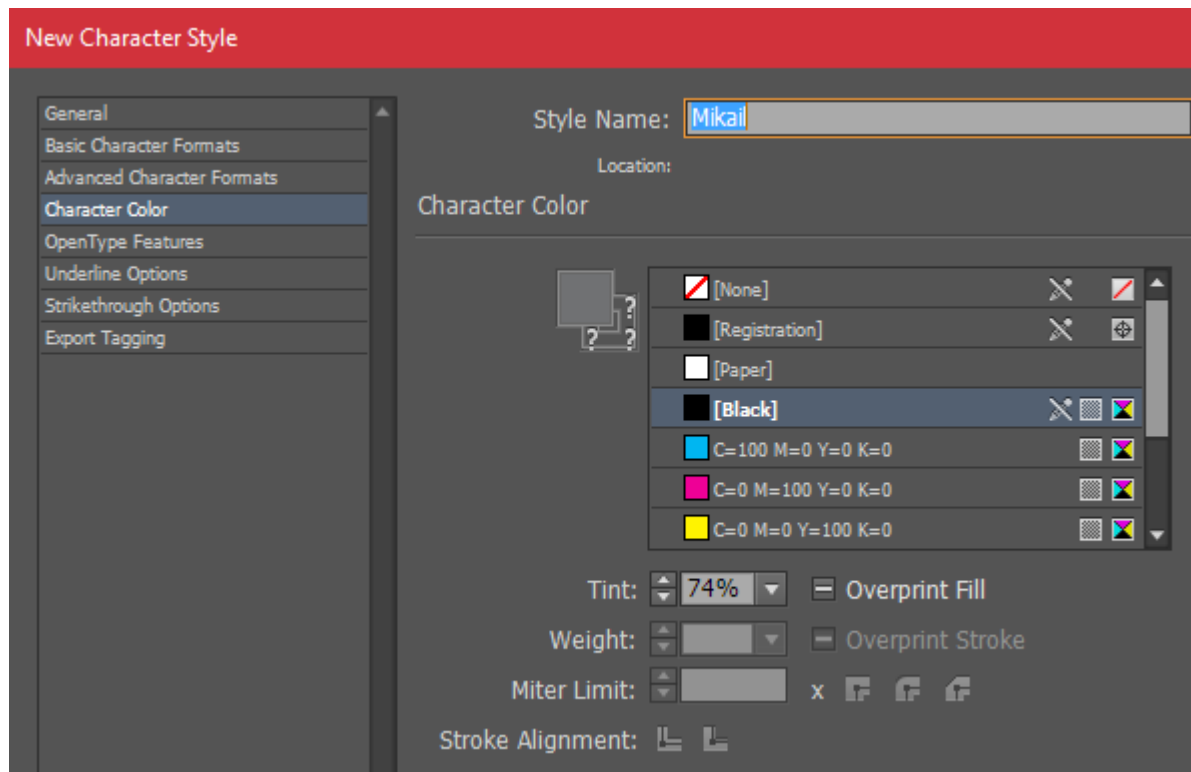 New Character Style
General
Basic Character Formats
Advanced Character Formats
Character Color
OpenType Features
Underline Options
Strikethrough Options
Export Tagging
Style Name: Mikail
Location:
Character Color
? ? ?
[None]
[Registration]
[Paper]
[Black]
C=100 M=0 Y=0 K=0
C=0 M=100 Y=0 K=0
C=0 M=0 Y=100 K=0
Tint: 74% Overprint Fill
Weight: Overprint Stroke
Miter Limit: x
Stroke Alignment: